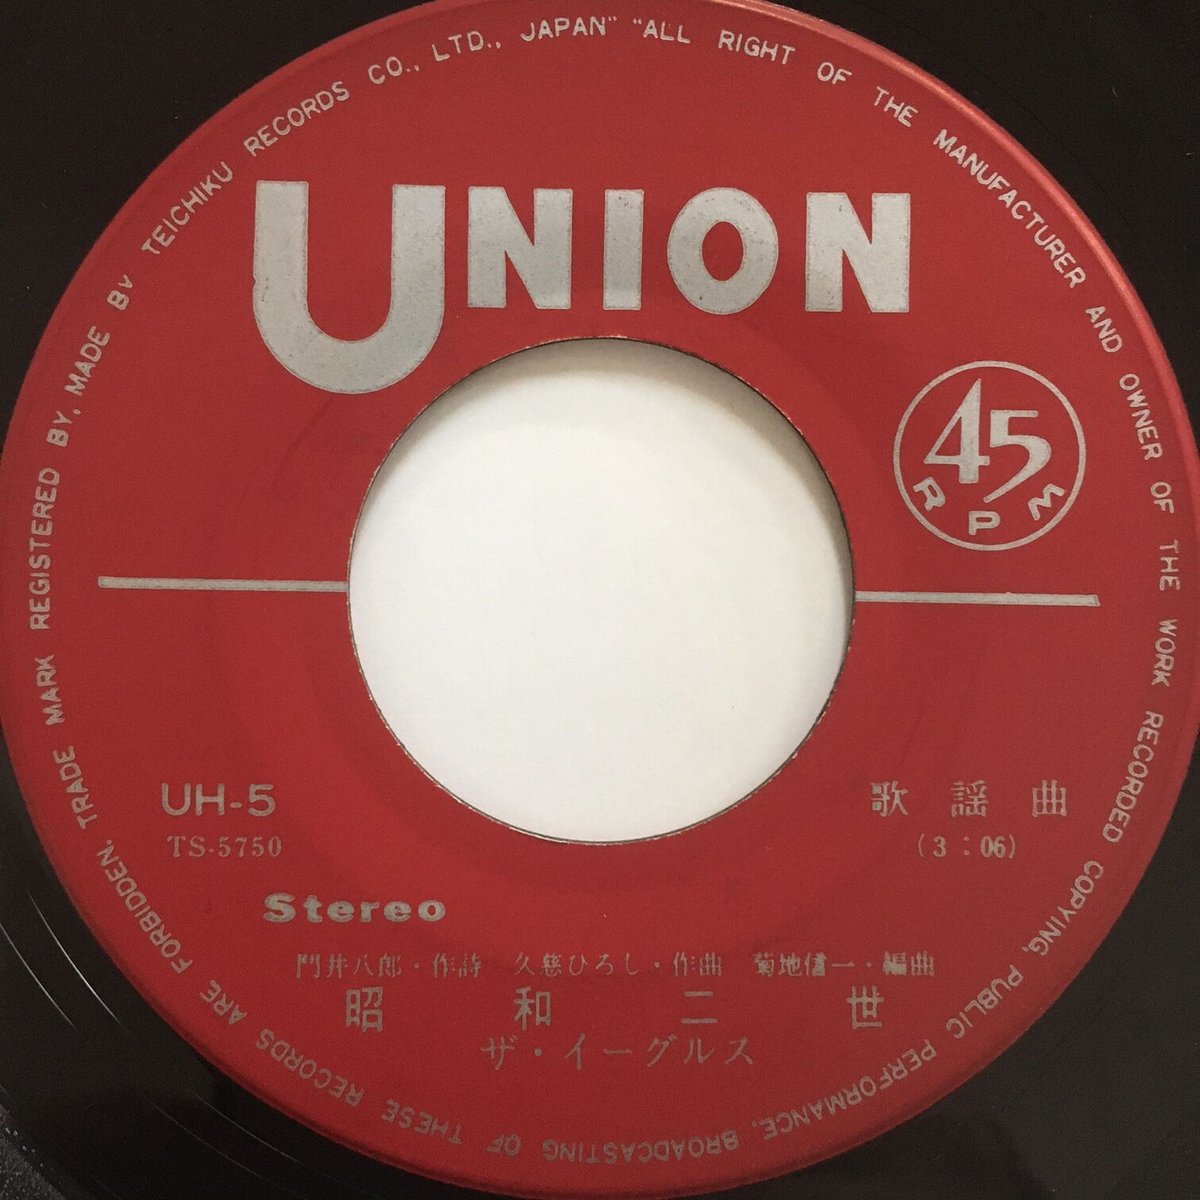 TRADE MARK REGISTERED BY, MADE BY TEICHIKU RECORDS CO., LTD., JAPAN" "ALL RIGHT OF THE MANUFACTURER AND OWNER OF THE WORK RECORDED COPYING, PUBLIC PERFORMANCE, BROADCASTING OF THESE RECORDS ARE FORBIDDEN.
UNION
45
RPM
UH-5
歌謡曲
TS-5750
(3:06)
Stereo
門井八郎・作詩 久慈ひろし・作曲 菊地信一・編曲
昭和二世
ザ・イーグルス